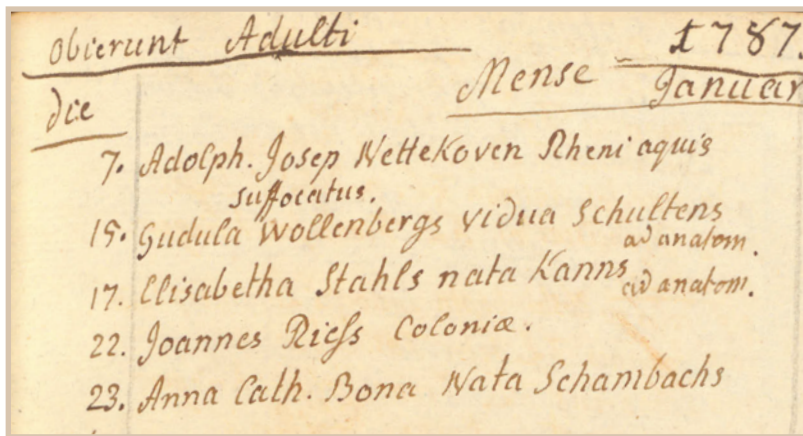 Obierunt Adulti 1787.
Mense Januar
die
7. Adolph. Josep Nettekoven Rheni aquis
suffocatus.
15. Gudula Wollenbergs vidua Schultens
ad anatom.
17. Elisabetha Stahls nata Kanns
ad anatom.
22. Joannes Rieſs Coloniæ.
23. Anna Cath. Bona Nata Schambachs